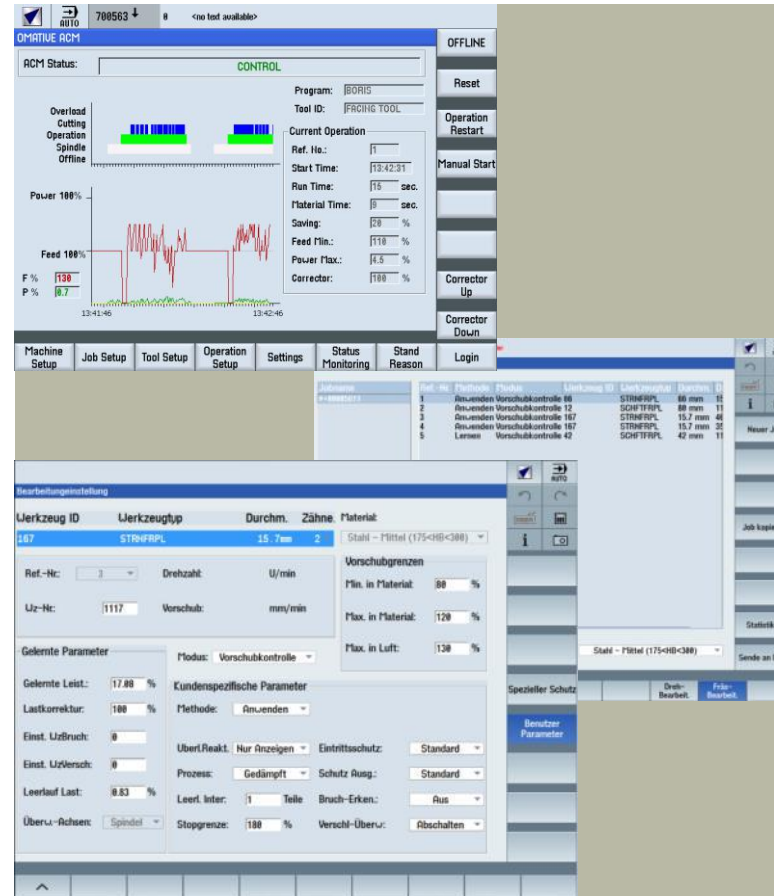 AUTO 700563 0 <no text available>
OMATIVE ACM
OFFLINE
ACM Status: CONTROL
Reset
Program: BORIS
Tool ID: FACING TOOL
Operation Restart
Overload
Cutting
Operation
Spindle
Offline
Current Operation
Ref. No.: 1
Start Time: 13:42:31
Manual Start
Run Time: 15 sec.
Material Time: 9 sec.
Saving: 20 %
Feed Min.: 110 %
Power Max.: 4.5 %
Corrector: 100 %
Power 100%
Feed 100%
F % 130
P % 0.7
13:41:46 13:42:46
Corrector Up
Corrector Down
Machine Setup Job Setup Tool Setup Operation Setup Settings Status Monitoring Stand Reason Login
Jobname Ref.-Nr. Methode Modus Werkzeug ID Werkzeugtyp Durchm.
1 Anwenden Vorschubkontrolle 66 STRNFRPL 66 mm
2 Anwenden Vorschubkontrolle 12 SCHFTFRPL 80 mm
3 Anwenden Vorschubkontrolle 167 STRNFRPL 15.7 mm
4 Anwenden Vorschubkontrolle 167 STRNFRPL 15.7 mm
5 Lernen Vorschubkontrolle 42 SCHFTFRPL 42 mm
i
Neuer J
Job kopie
Statistik
Stahl - Mittel (175<HB<300)
Sende an
Dreh- Bearbeit. Fräs- Bearbeit.
AUTO
Bearbeitungeinstellung
Werkzeug ID Werkzeugtyp Durchm. Zähne. Material:
167 STRNFRPL 15.7mm 2 Stahl - Mittel (175<HB<300)
i
Ref.-Nr.: 3 Drehzahl: U/min
Vorschubgrenzen
Min. in Material: 80 %
Wz-Nr.: 1117 Vorschub: mm/min
Max. in Material: 120 %
Max. in Luft: 130 %
Gelernte Parameter
Modus: Vorschubkontrolle
Gelernte Leist.: 17.08 %
Kundenspezifische Parameter
Spezieller Schutz
Lastkorrektur: 100 %
Methode: Anwenden
Benutzer Parameter
Einst. WzBruch: 0
Uberl.Reakt. Nur Anzeigen Eintrittsschutz: Standard
Einst. WzVersch: 0
Prozess: Gedämpft Schutz Ausg.: Standard
Leerlauf Last: 0.83 %
Leerl. Inter: 1 Teile Bruch-Erken.: Aus
Überw.-Achsen: Spindel
Stopgrenze: 180 % Verschl-Überw: Abschalten